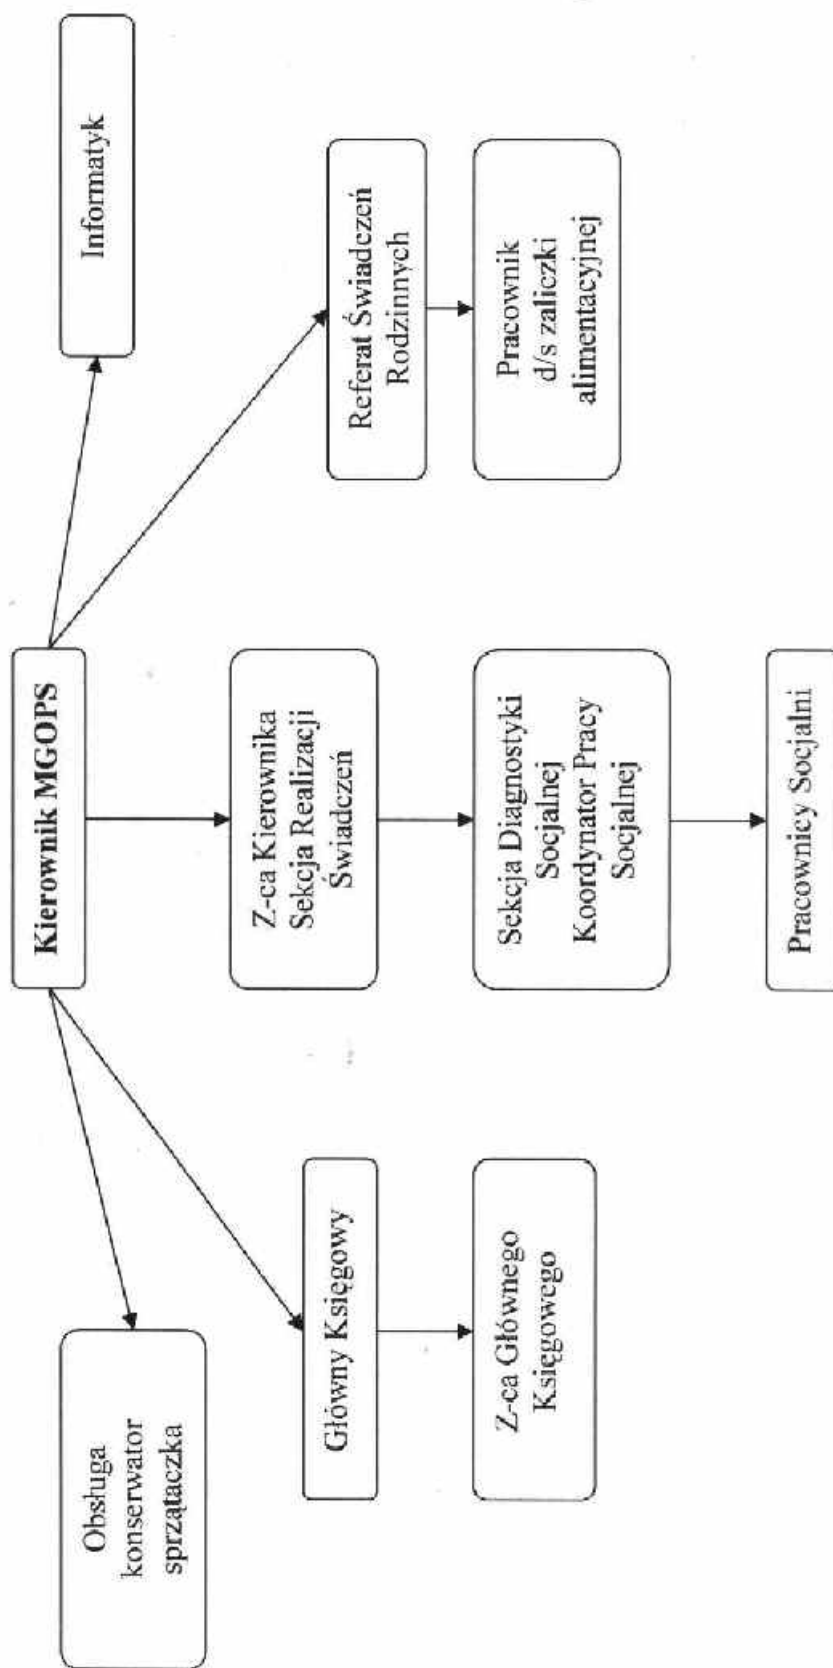 Kierownik MGOPS
Obsługa
konserwator
sprzątaczka
Informatyk
Główny Księgowy
Z-ca Kierownika
Sekcja Realizacji
Świadczeń
Referat Świadczeń
Rodzinnych
Z-ca Głównego
Księgowego
Sekcja Diagnostyki
Socjalnej
Koordynator Pracy
Socjalnej
Pracownik
d/s zaliczki
alimentacyjnej
Pracownicy Socjalni